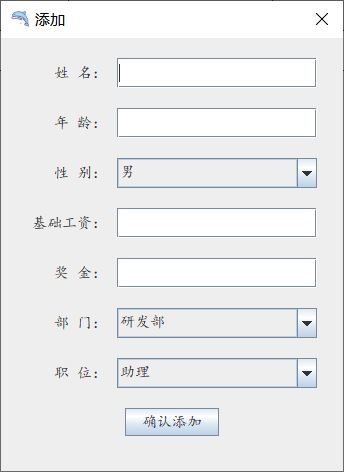 添加
姓 名:
年 龄:
性 别: 男
基础工资:
奖 金:
部 门: 研发部
职 位: 助理
确认添加